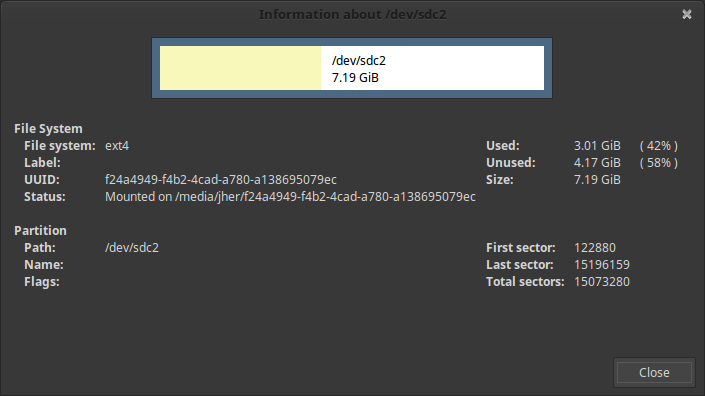 Information about /dev/sdc2
/dev/sdc2
7.19 GiB
File System
File system: ext4 Used: 3.01 GiB ( 42% )
Label: Unused: 4.17 GiB ( 58% )
UUID: f24a4949-f4b2-4cad-a780-a138695079ec Size: 7.19 GiB
Status: Mounted on /media/jher/f24a4949-f4b2-4cad-a780-a138695079ec
Partition
Path: /dev/sdc2 First sector: 122880
Name: Last sector: 15196159
Flags: Total sectors: 15073280
Close